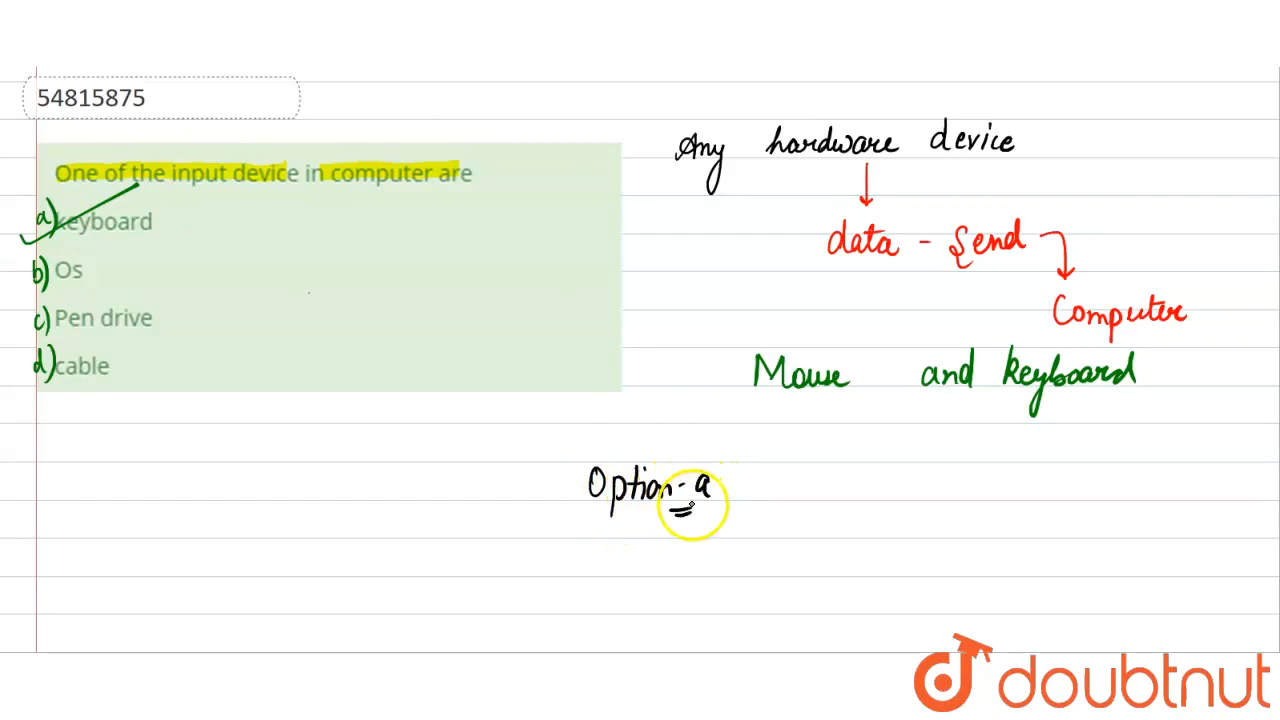 54815875
One of the input device in computer are
a) keyboard
b) Os
c) Pen drive
d) cable
Any hardware device
data - Send
Computer
Mouse and keyboard
Option - a
doubtnut